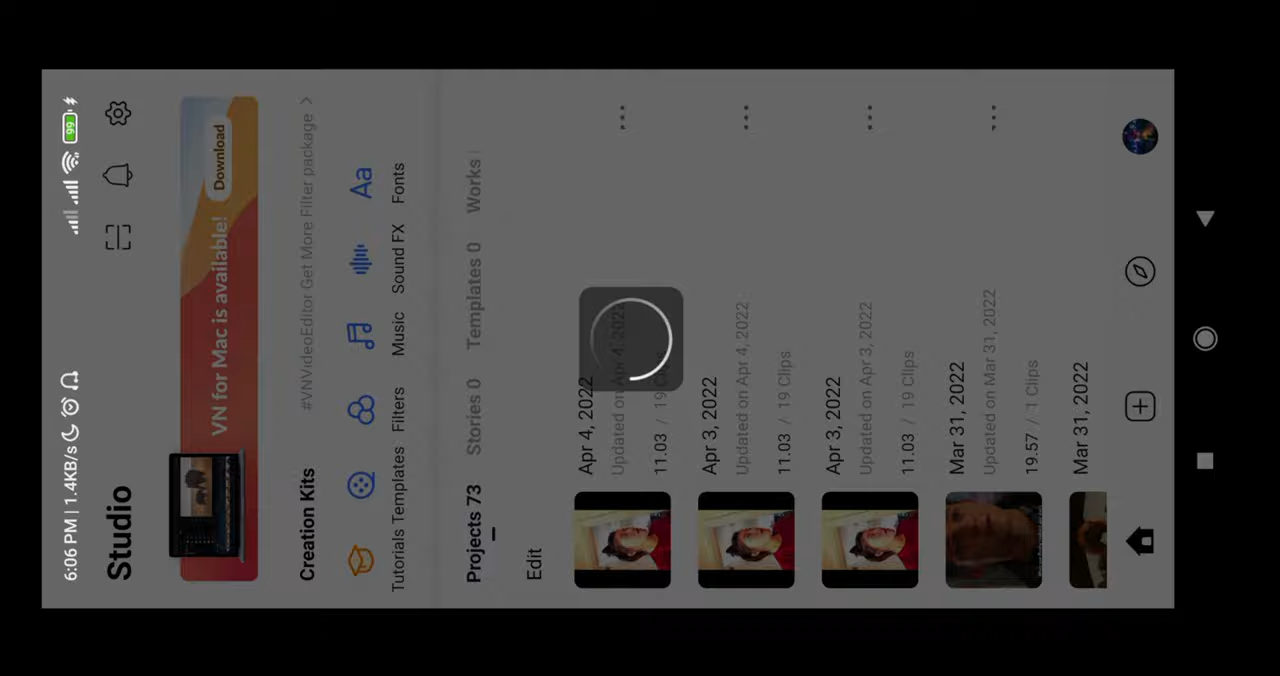 6:06 PM | 1.4KB/s
99
Studio
VN for Mac is available!
Download
Creation Kits
#VNVideoEditor Get More Filter package >
Tutorials
Templates
Filters
Music
Sound FX
Fonts
Projects 73
Stories 0
Templates 0
Works
Edit
Apr 4, 2022
Updated on Apr 4, 2022
11.03 / 19 Clips
Apr 3, 2022
Updated on Apr 4, 2022
11.03 / 19 Clips
Apr 3, 2022
Updated on Apr 3, 2022
11.03 / 19 Clips
Mar 31, 2022
Updated on Mar 31, 2022
19.57 / 1 Clips
Mar 31, 2022